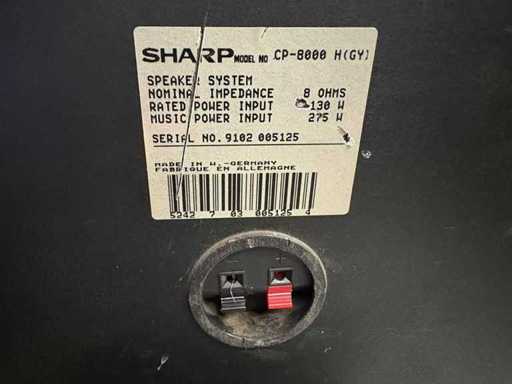 SHARP MODEL NO. CP-8000 H(GY)
SPEAKER SYSTEM
NOMINAL IMPEDANCE 8 OHMS
RATED POWER INPUT 130 W
MUSIC POWER INPUT 275 W
SERIAL NO. 9102 005125
MADE IN W.-GERMANY
FABRIQUE EN ALLEMAGNE
5242 7 03 005125 4
- +